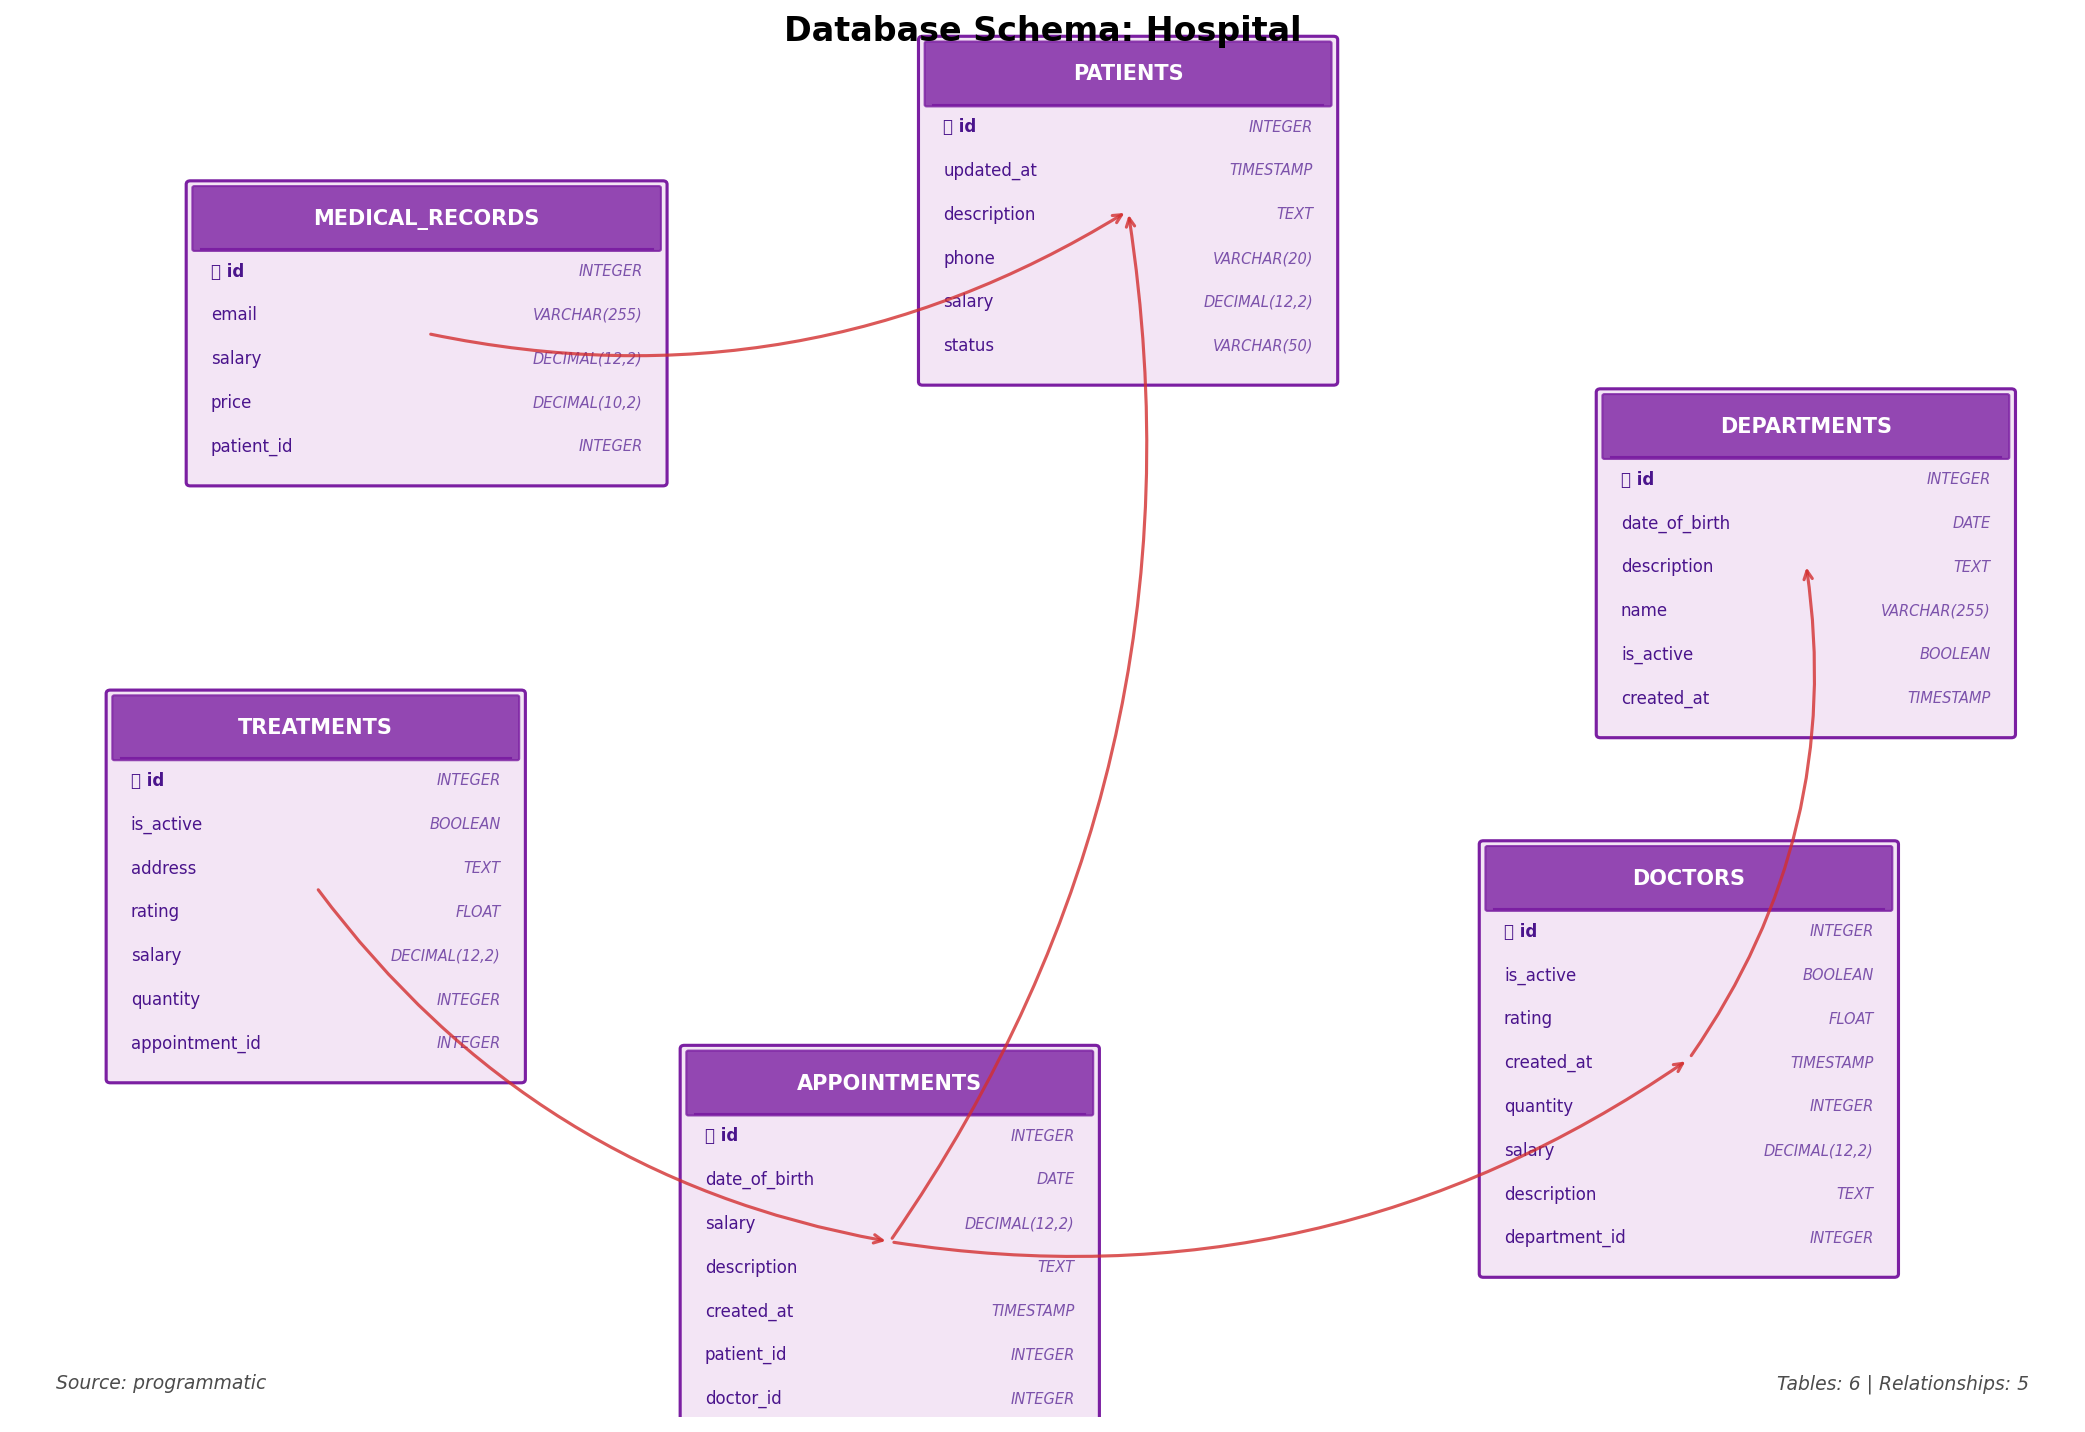 Database Schema: Hospital
PATIENTS
id INTEGER
updated_at TIMESTAMP
description TEXT
phone VARCHAR(20)
salary DECIMAL(12,2)
status VARCHAR(50)
MEDICAL_RECORDS
id INTEGER
email VARCHAR(255)
salary DECIMAL(12,2)
price DECIMAL(10,2)
patient_id INTEGER
DEPARTMENTS
id INTEGER
date_of_birth DATE
description TEXT
name VARCHAR(255)
is_active BOOLEAN
created_at TIMESTAMP
TREATMENTS
id INTEGER
is_active BOOLEAN
address TEXT
rating FLOAT
salary DECIMAL(12,2)
quantity INTEGER
appointment_id INTEGER
DOCTORS
id INTEGER
is_active BOOLEAN
rating FLOAT
created_at TIMESTAMP
quantity INTEGER
salary DECIMAL(12,2)
description TEXT
department_id INTEGER
APPOINTMENTS
id INTEGER
date_of_birth DATE
salary DECIMAL(12,2)
description TEXT
created_at TIMESTAMP
patient_id INTEGER
doctor_id INTEGER
Source: programmatic
Tables: 6 | Relationships: 5